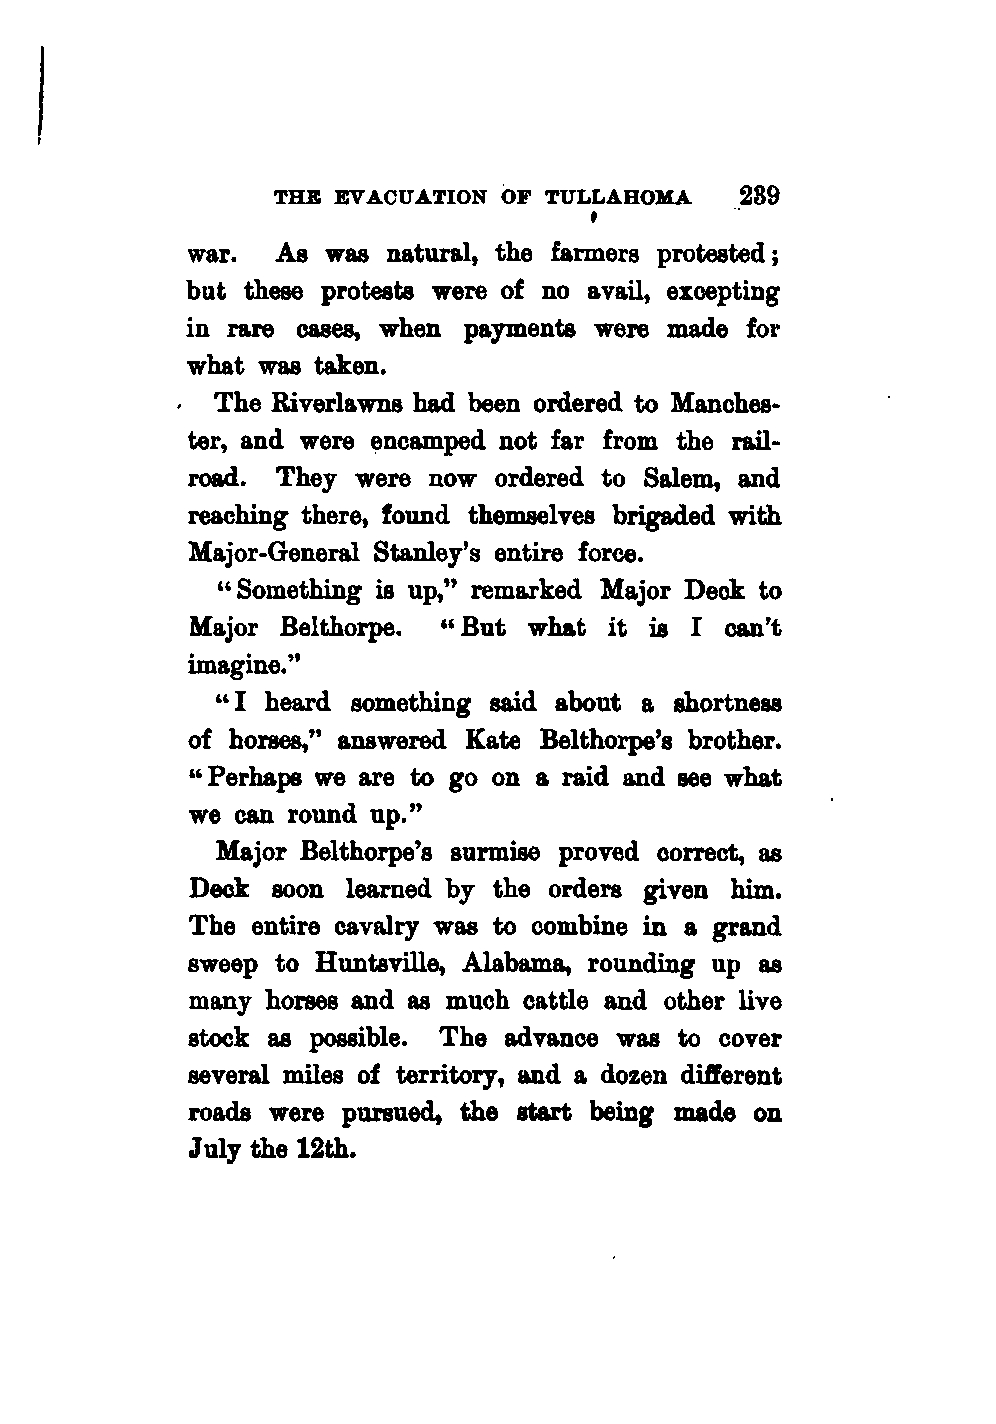 THE EVACUATION OF TULLAHOMA 239
war. As was natural, the farmers protested;
but these protests were of no avail, excepting
in rare cases, when payments were made for
what was taken.
The Riverlawns had been ordered to Manches-
ter, and were encamped not far from the rail-
road. They were now ordered to Salem, and
reaching there, found themselves brigaded with
Major-General Stanley's entire force.
"Something is up," remarked Major Deck to
Major Belthorpe. "But what it is I can't
imagine."
"I heard something said about a shortness
of horses," answered Kate Belthorpe's brother.
"Perhaps we are to go on a raid and see what
we can round up."
Major Belthorpe's surmise proved correct, as
Deck soon learned by the orders given him.
The entire cavalry was to combine in a grand
sweep to Huntsville, Alabama, rounding up as
many horses and as much cattle and other live
stock as possible. The advance was to cover
several miles of territory, and a dozen different
roads were pursued, the start being made on
July the 12th.